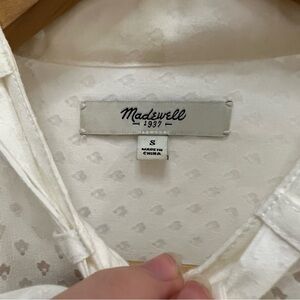 Madewell
— 1937 —
S
MADE IN
CHINA